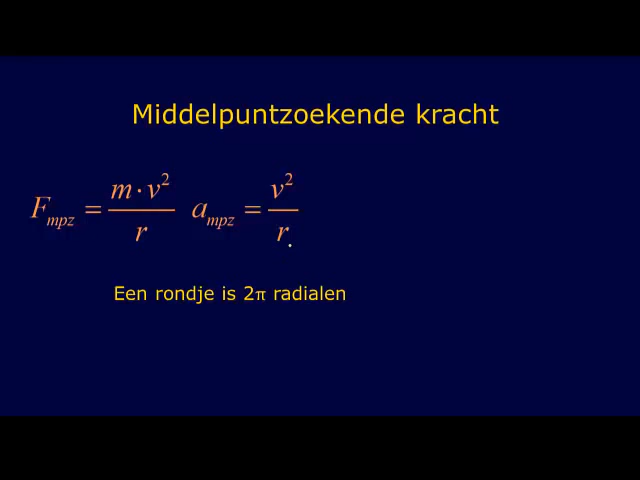 Middelpuntzoekende kracht
F_mpz = m·v²/r  a_mpz = v²/r
Een rondje is 2π radialen